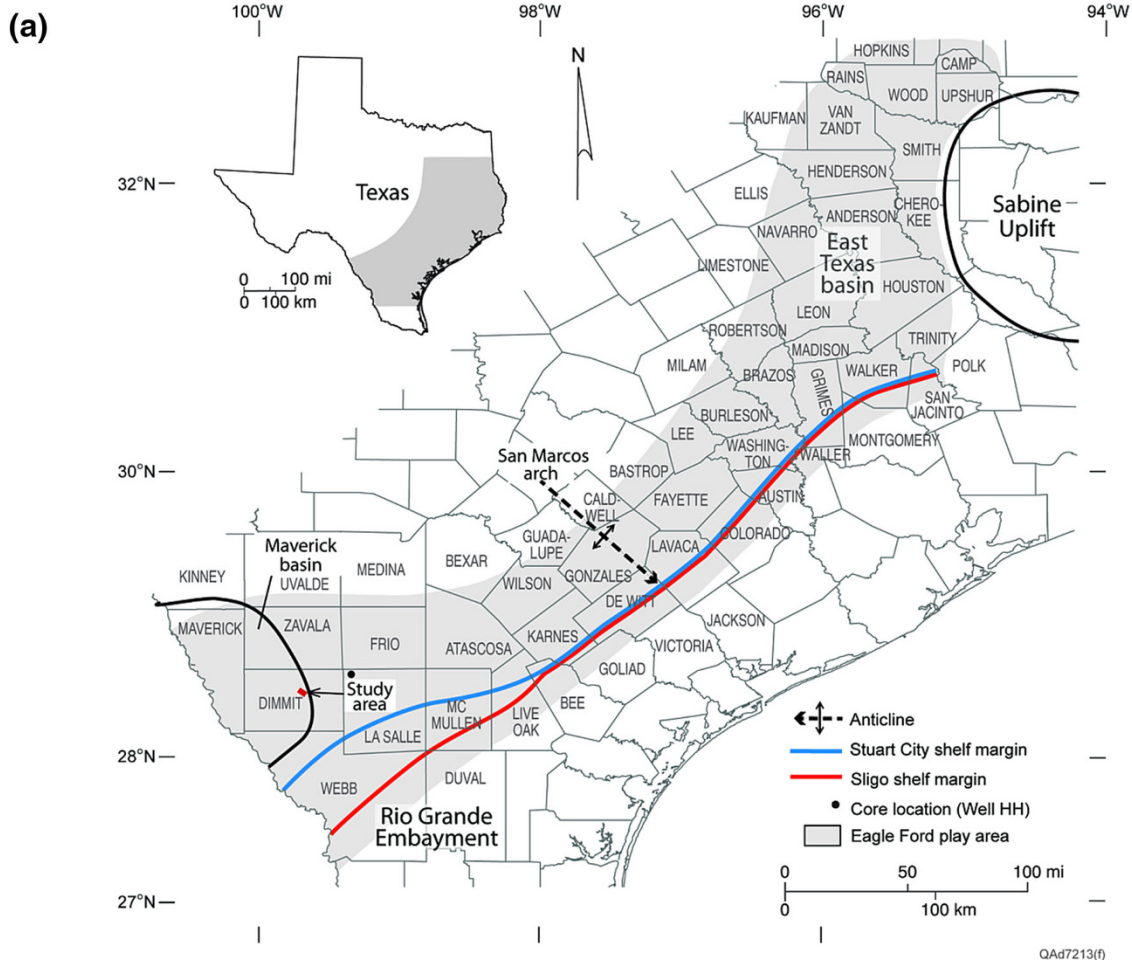 (a)
100°W
98°W
96°W
94°W
N
Texas
0 100 mi
0 100 km
32°N
30°N
28°N
27°N
HOPKINS
CAMP
RAINS
WOOD
UPSHUR
KAUFMAN
VAN
ZANDT
SMITH
HENDERSON
ELLIS
CHERO-
KEE
ANDERSON
NAVARRO
East
Texas
basin
Sabine
Uplift
LIMESTONE
HOUSTON
LEON
ROBERTSON
TRINITY
MADISON
MILAM
WALKER
POLK
BRAZOS
GRIMES
SAN
JACINTO
BURLESON
LEE
MONTGOMERY
WASHING-
TON
WALLER
San Marcos
arch
BASTROP
CALD-
WELL
FAYETTE
AUSTIN
GUADA-
LUPE
COLORADO
LAVACA
Maverick
basin
BEXAR
KINNEY
UVALDE
MEDINA
WILSON
GONZALES
DE WITT
MAVERICK
ZAVALA
FRIO
ATASCOSA
KARNES
JACKSON
VICTORIA
GOLIAD
Study
area
DIMMIT
MC
MULLEN
LIVE
OAK
BEE
LA SALLE
WEBB
DUVAL
Rio Grande
Embayment
Anticline
Stuart City shelf margin
Sligo shelf margin
Core location (Well HH)
Eagle Ford play area
0 50 100 mi
0 100 km
QAd7213(f)